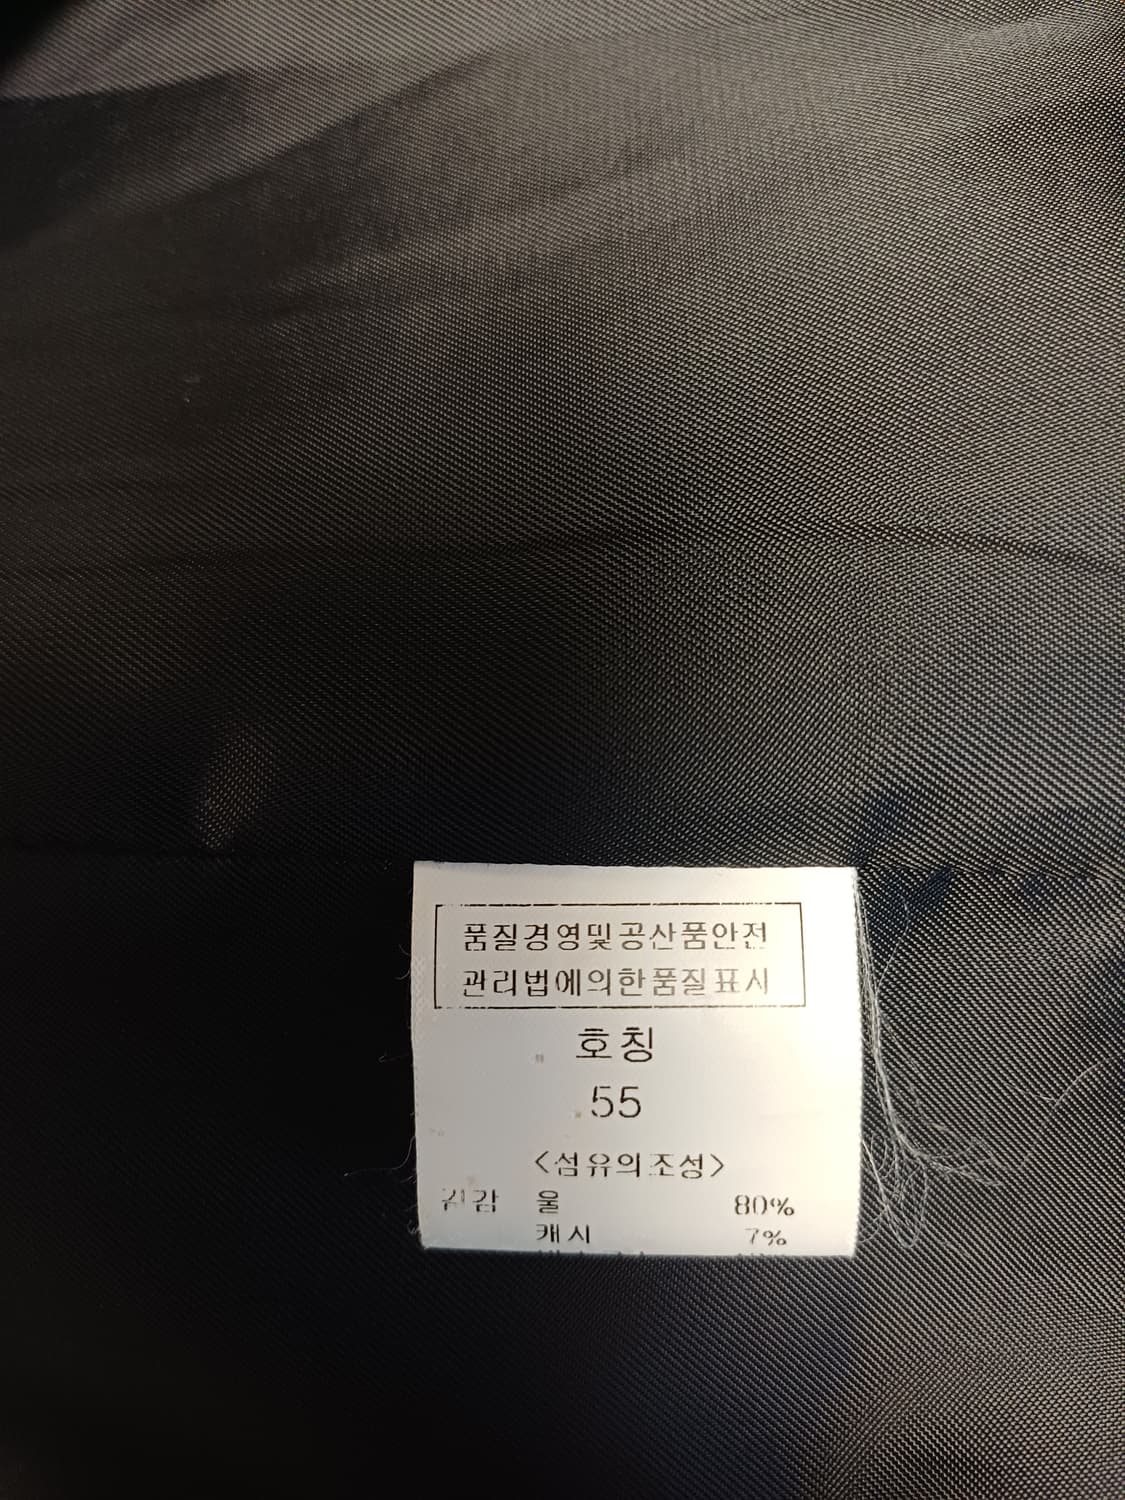 품질경영및공산품안전
관리법에의한품질표시
호칭
55
<섬유의조성>
겉감 울 80%
캐시 7%